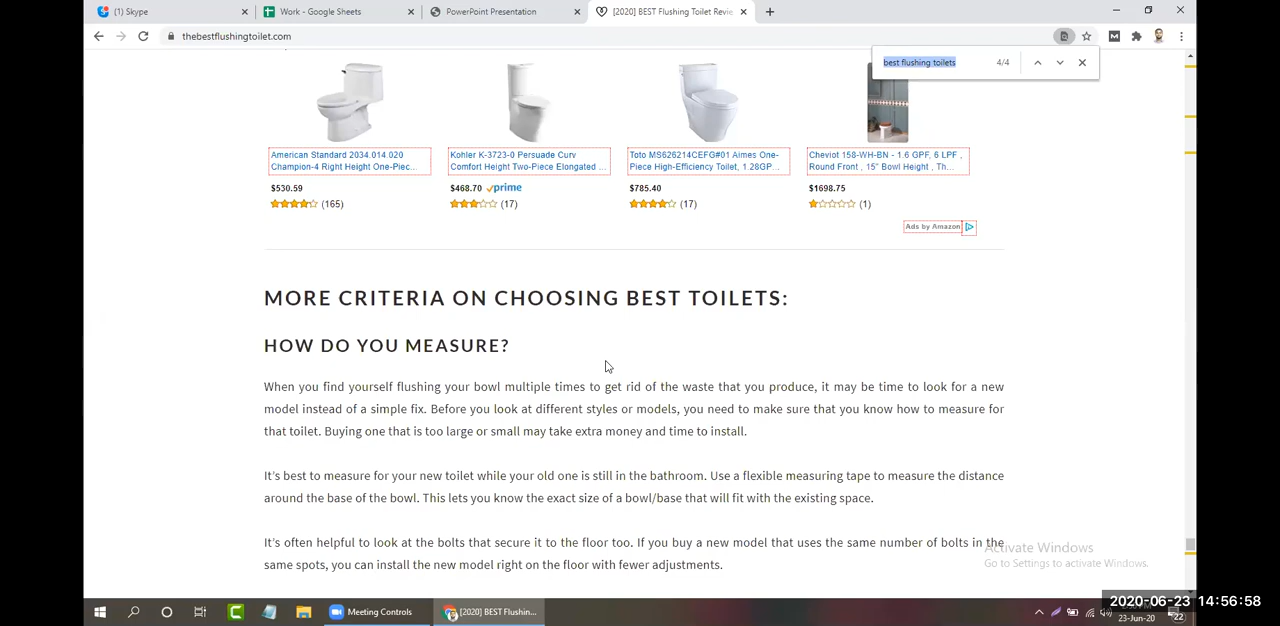 (1) Skype
Work - Google Sheets
PowerPoint Presentation
[2020] BEST Flushing Toilet Revie
thebestflushingtoilet.com
best flushing toilets 4/4
American Standard 2034.014.020
Champion-4 Right Height One-Piec...
$530.59
(165)
Kohler K-3723-0 Persuade Curv
Comfort Height Two-Piece Elongated ...
$468.70 prime
(17)
Toto MS626214CEFG#01 Aimes One-
Piece High-Efficiency Toilet, 1.28GP...
$785.40
(17)
Cheviot 158-WH-BN - 1.6 GPF, 6 LPF ,
Round Front , 15" Bowl Height , Th...
$1698.75
(1)
Ads by Amazon
MORE CRITERIA ON CHOOSING BEST TOILETS:
HOW DO YOU MEASURE?
When you find yourself flushing your bowl multiple times to get rid of the waste that you produce, it may be time to look for a new
model instead of a simple fix. Before you look at different styles or models, you need to make sure that you know how to measure for
that toilet. Buying one that is too large or small may take extra money and time to install.
It's best to measure for your new toilet while your old one is still in the bathroom. Use a flexible measuring tape to measure the distance
around the base of the bowl. This lets you know the exact size of a bowl/base that will fit with the existing space.
It's often helpful to look at the bolts that secure it to the floor too. If you buy a new model that uses the same number of bolts in the
same spots, you can install the new model right on the floor with fewer adjustments.
Activate Windows
Go to Settings to activate Windows.
Meeting Controls
[2020] BEST Flushin...
2020-06-23 14:56:58
23-Jun-20
22